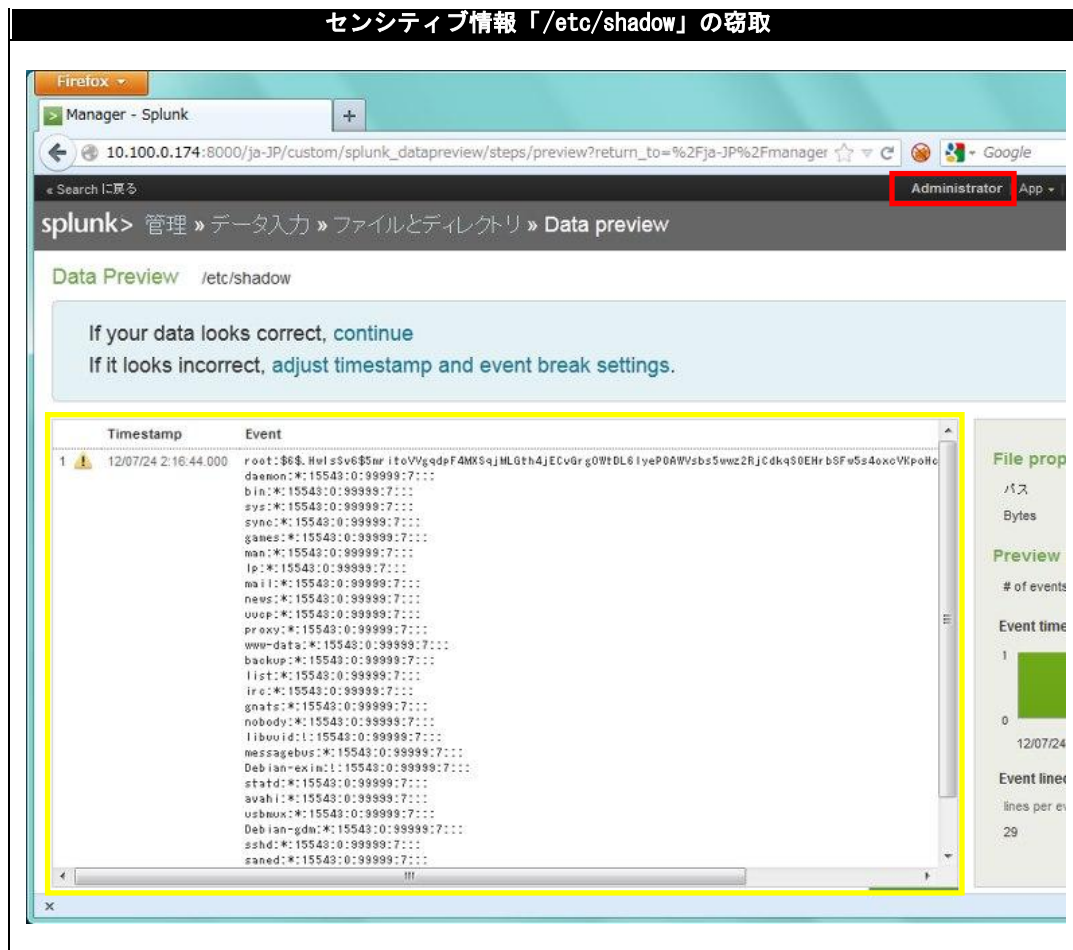 センシティブ情報「/etc/shadow」の窃取
Firefox
Manager - Splunk
10.100.0.174:8000/ja-JP/custom/splunk_datapreview/steps/preview?return_to=%2Fja-JP%2Fmanager
Google
« Search に戻る
Administrator App
splunk> 管理 » データ入力 » ファイルとディレクトリ » Data preview
Data Preview /etc/shadow
If your data looks correct, continue
If it looks incorrect, adjust timestamp and event break settings.
Timestamp Event
1 12/07/24 2:16:44.000
daemon:*:15543:0:99999:7:::
bin:*:15543:0:99999:7:::
sys:*:15543:0:99999:7:::
sync:*:15543:0:99999:7:::
games:*:15543:0:99999:7:::
man:*:15543:0:99999:7:::
lp:*:15543:0:99999:7:::
mail:*:15543:0:99999:7:::
news:*:15543:0:99999:7:::
uucp:*:15543:0:99999:7:::
proxy:*:15543:0:99999:7:::
www-data:*:15543:0:99999:7:::
backup:*:15543:0:99999:7:::
list:*:15543:0:99999:7:::
irc:*:15543:0:99999:7:::
gnats:*:15543:0:99999:7:::
nobody:*:15543:0:99999:7:::
libuuid:!:15543:0:99999:7:::
messagebus:*:15543:0:99999:7:::
Debian-exim:!:15543:0:99999:7:::
statd:*:15543:0:99999:7:::
avahi:*:15543:0:99999:7:::
usbmux:*:15543:0:99999:7:::
Debian-gdm:*:15543:0:99999:7:::
sshd:*:15543:0:99999:7:::
saned:*:15543:0:99999:7:::
File prop
パス
Bytes
Preview
# of events
Event time
1
0
12/07/24
Event linec
lines per ev
29